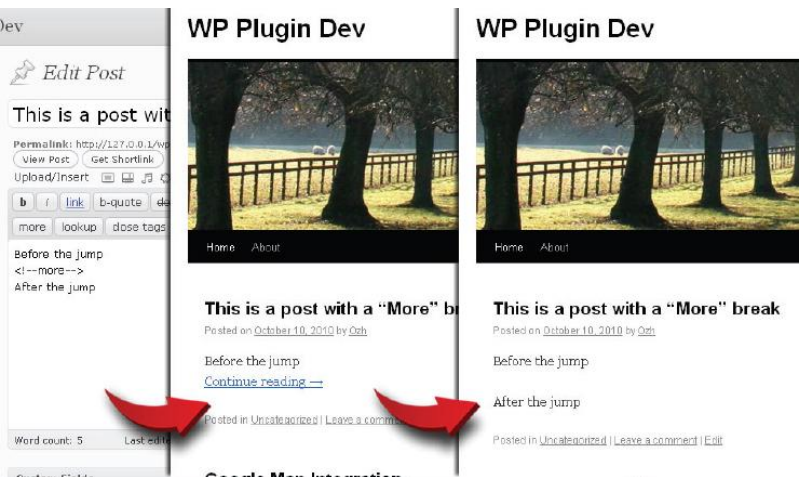 Dev
Edit Post
This is a post wit
Permalink: http://127.0.0.1/wp
View Post Get Shortlink
Upload/Insert
b i link b-quote de
more lookup close tags
Before the jump
<!--more-->
After the jump
Word count: 5 Last edite
Custom Fields
WP Plugin Dev
Home About
This is a post with a “More” br
Posted on October 10, 2010 by Ozh
Before the jump
Continue reading →
Posted in Uncategorized | Leave a comment
Google Map Integration
WP Plugin Dev
Home About
This is a post with a “More” break
Posted on October 10, 2010 by Ozh
Before the jump
After the jump
Posted in Uncategorized | Leave a comment | Edit